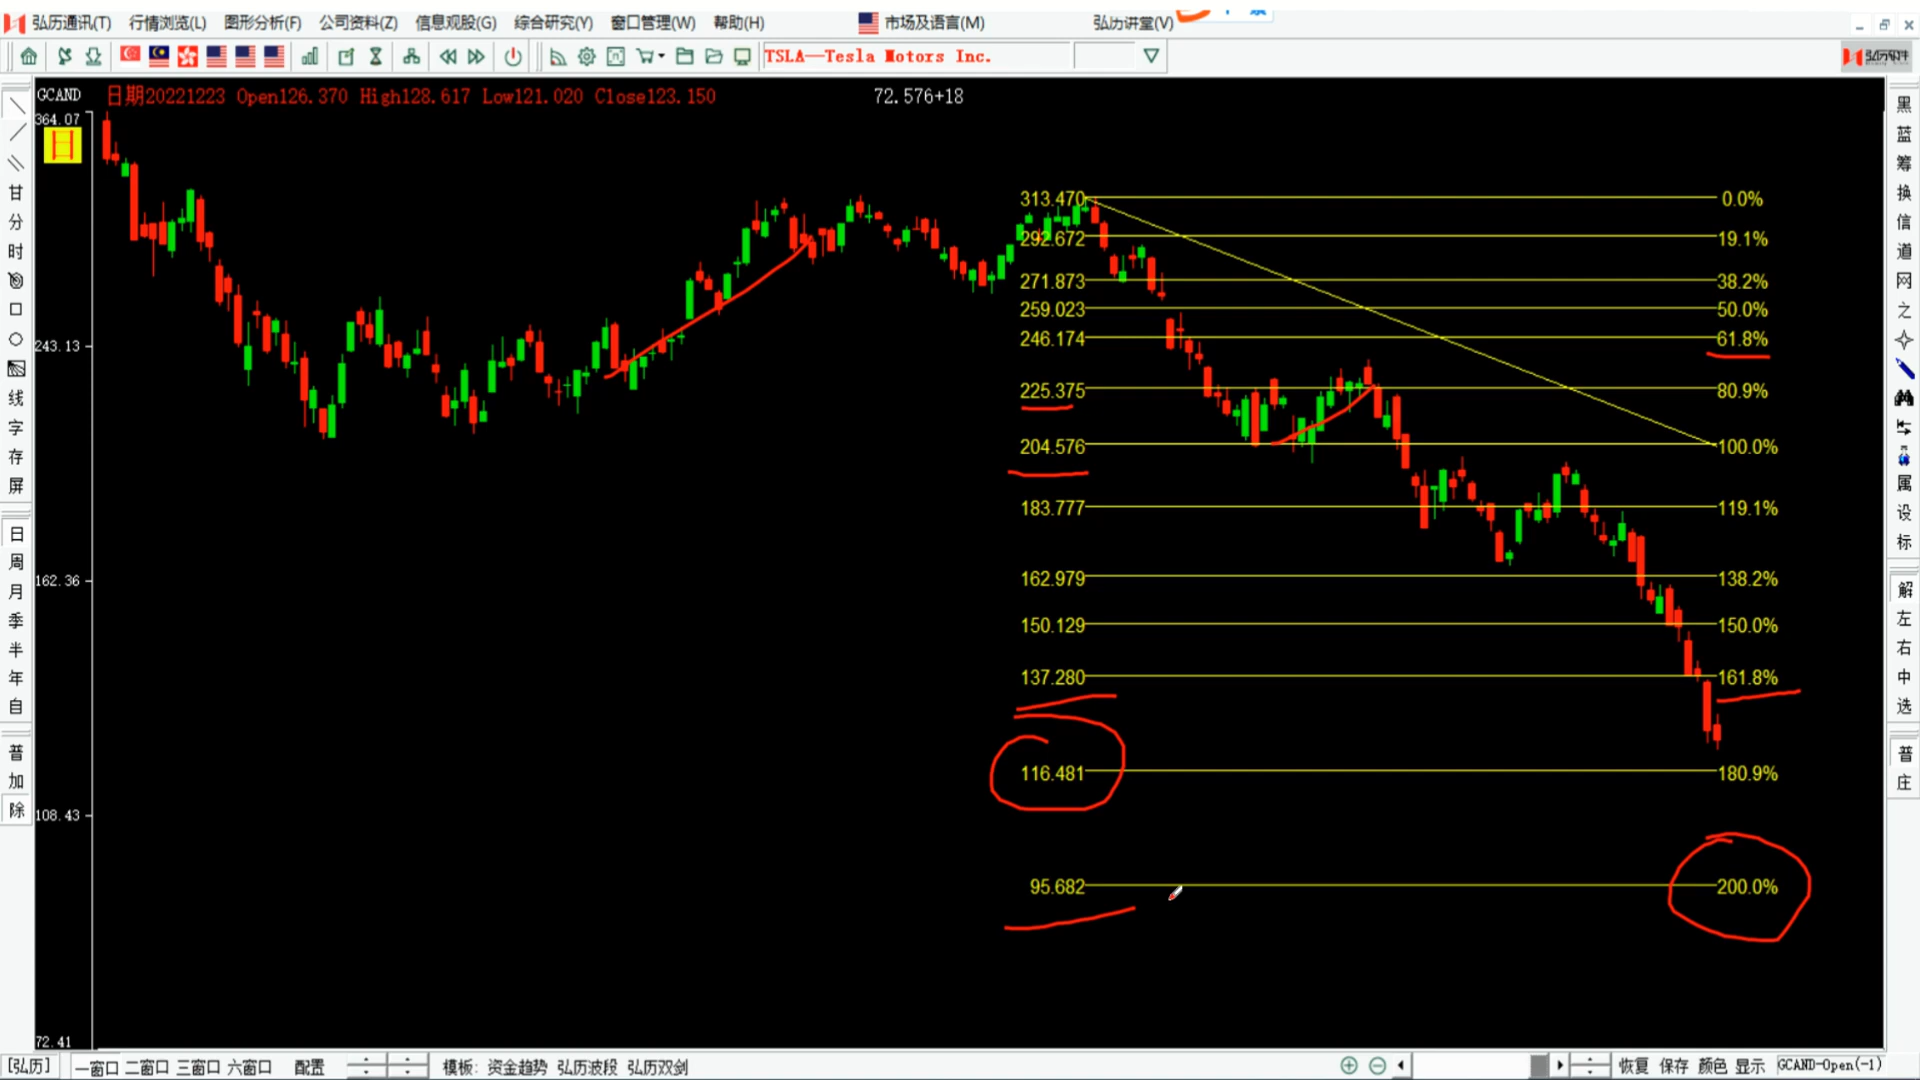 弘历通讯(T) 行情浏览(L) 图形分析(F) 公司资料(Z) 信息观股(G) 综合研究(Y) 窗口管理(W) 帮助(H) 市场及语言(M) 弘历讲堂(V)
TSLA——Tesla Motors Inc.
弘历软件
GCAND 日期20221223 Open126.370 High128.617 Low121.020 Close123.150 72.576+18
364.07
日
243.13
162.36
108.43
72.41
313.470 0.0%
292.672 19.1%
271.873 38.2%
259.023 50.0%
246.174 61.8%
225.375 80.9%
204.576 100.0%
183.777 119.1%
162.979 138.2%
150.129 150.0%
137.280 161.8%
116.481 180.9%
95.682 200.0%
甘
分
时
线
字
存
屏
日
周
月
季
半
年
自
普
加
除
黑
蓝
筹
换
信
道
网
之
属
设
标
解
左
右
中
选
普
庄
[弘历] 一窗口 二窗口 三窗口 六窗口 配置 模板: 资金趋势 弘历波段 弘历双剑 恢复 保存 颜色 显示 GCAND-Open(-1)